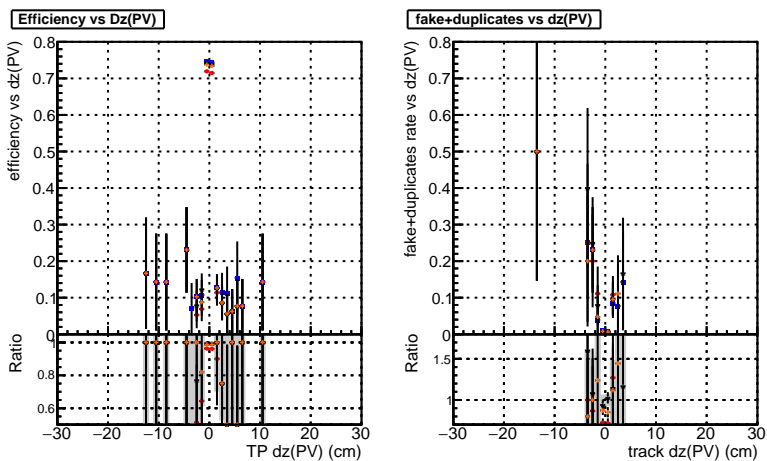 Efficiency vs Dz(PV)
efficiency vs dz(PV)
0.8
0.7
0.6
0.5
0.4
0.3
0.2
0.1
0
Ratio
1
0.8
0.6
−30 −20 −10 0 10 20 30
TP dz(PV) (cm)
fake+duplicates vs dz(PV)
fake+duplicates rate vs dz(PV)
0.8
0.7
0.6
0.5
0.4
0.3
0.2
0.1
0
Ratio
1.5
1
−30 −20 −10 0 10 20 30
track dz(PV) (cm)